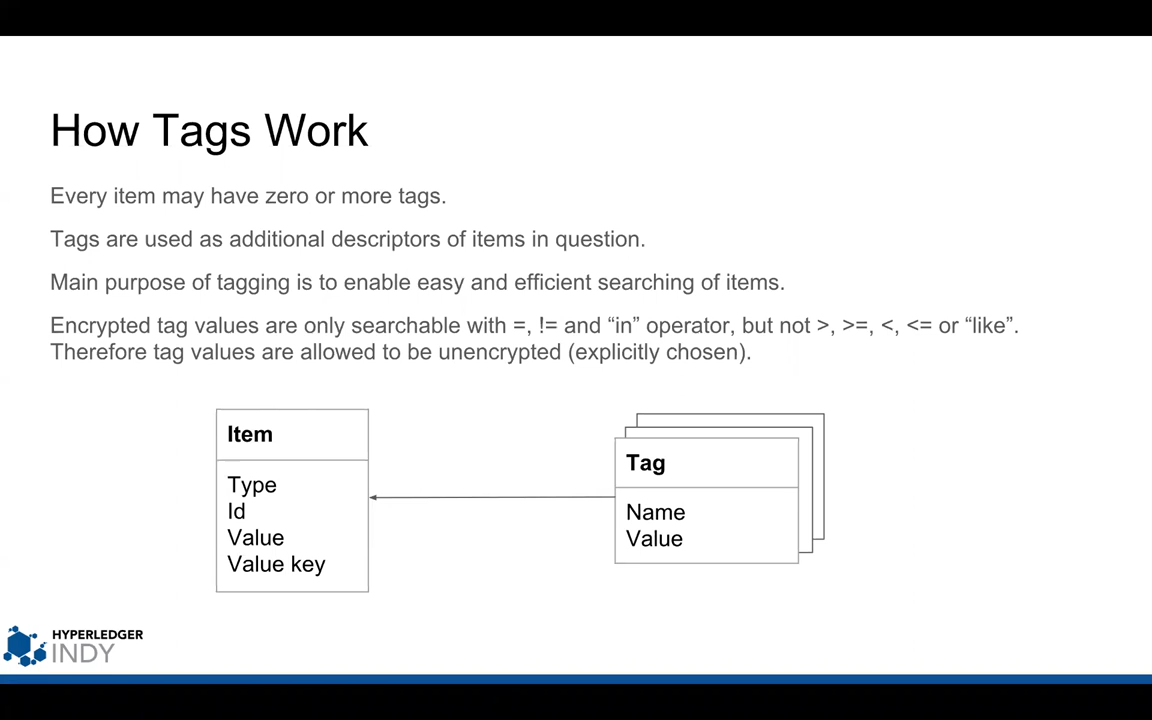 How Tags Work
Every item may have zero or more tags.
Tags are used as additional descriptors of items in question.
Main purpose of tagging is to enable easy and efficient searching of items.
Encrypted tag values are only searchable with =, != and “in” operator, but not >, >=, <, <= or “like”.
Therefore tag values are allowed to be unencrypted (explicitly chosen).
Item
Type
Id
Value
Value key
Tag
Name
Value
HYPERLEDGER
INDY